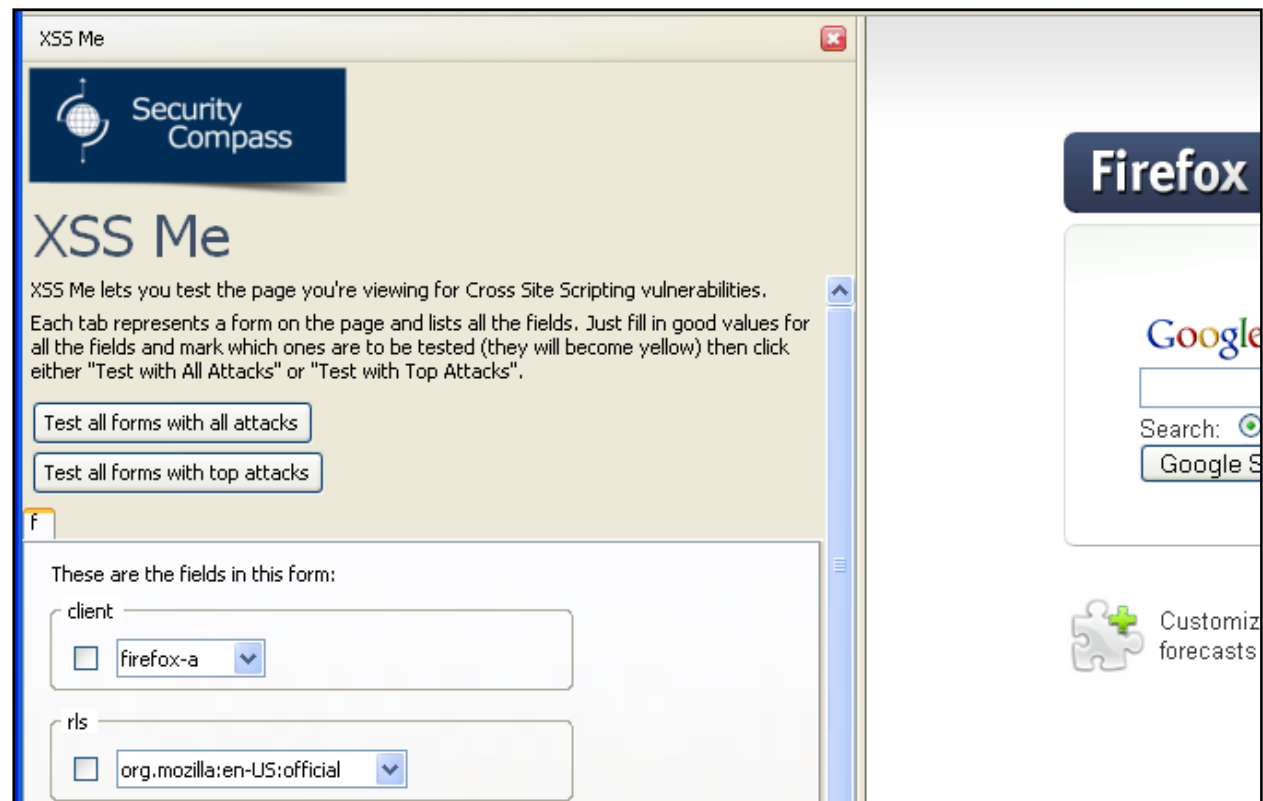 XSS Me
Security
Compass
XSS Me
XSS Me lets you test the page you're viewing for Cross Site Scripting vulnerabilities.
Each tab represents a form on the page and lists all the fields. Just fill in good values for
all the fields and mark which ones are to be tested (they will become yellow) then click
either "Test with All Attacks" or "Test with Top Attacks".
Test all forms with all attacks
Test all forms with top attacks
f
These are the fields in this form:
client
firefox-a
rls
org.mozilla:en-US:official
Firefox
Google
Search:
Google S
Customiz
forecasts